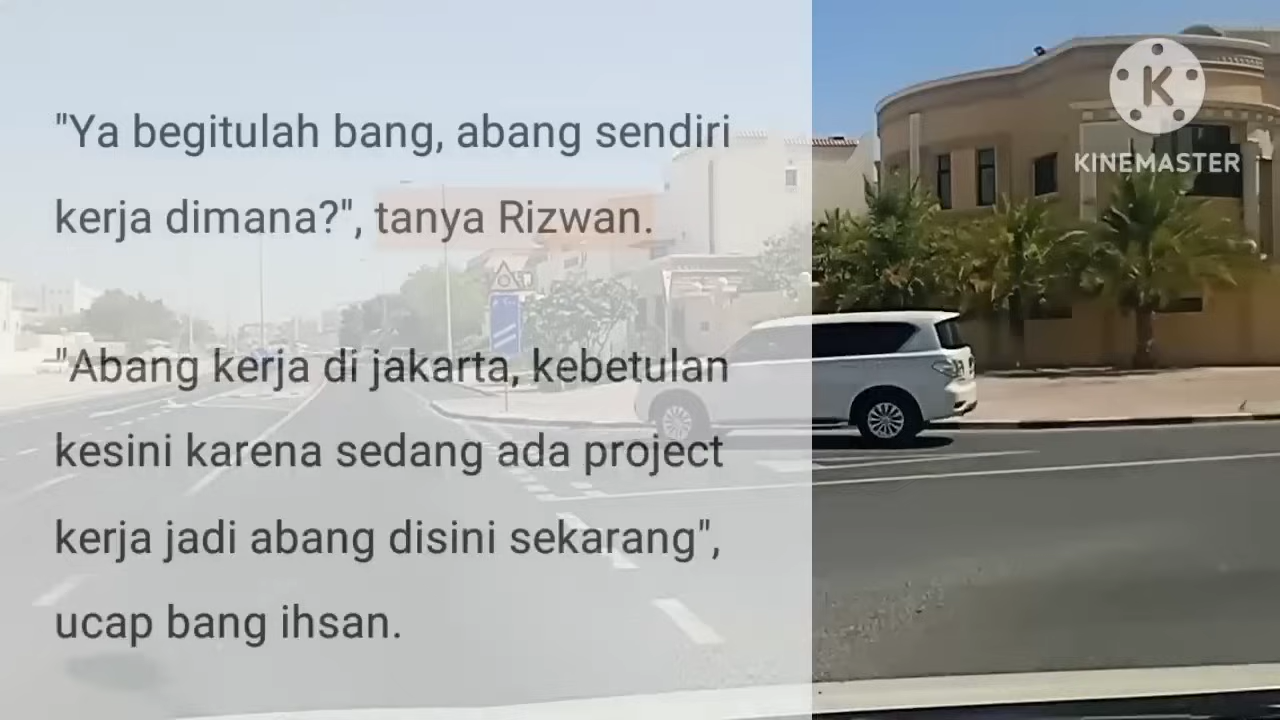 "Ya begitulah bang, abang sendiri
kerja dimana?", tanya Rizwan.
"Abang kerja di jakarta, kebetulan
kesini karena sedang ada project
kerja jadi abang disini sekarang",
ucap bang ihsan.
K
KINEMASTER